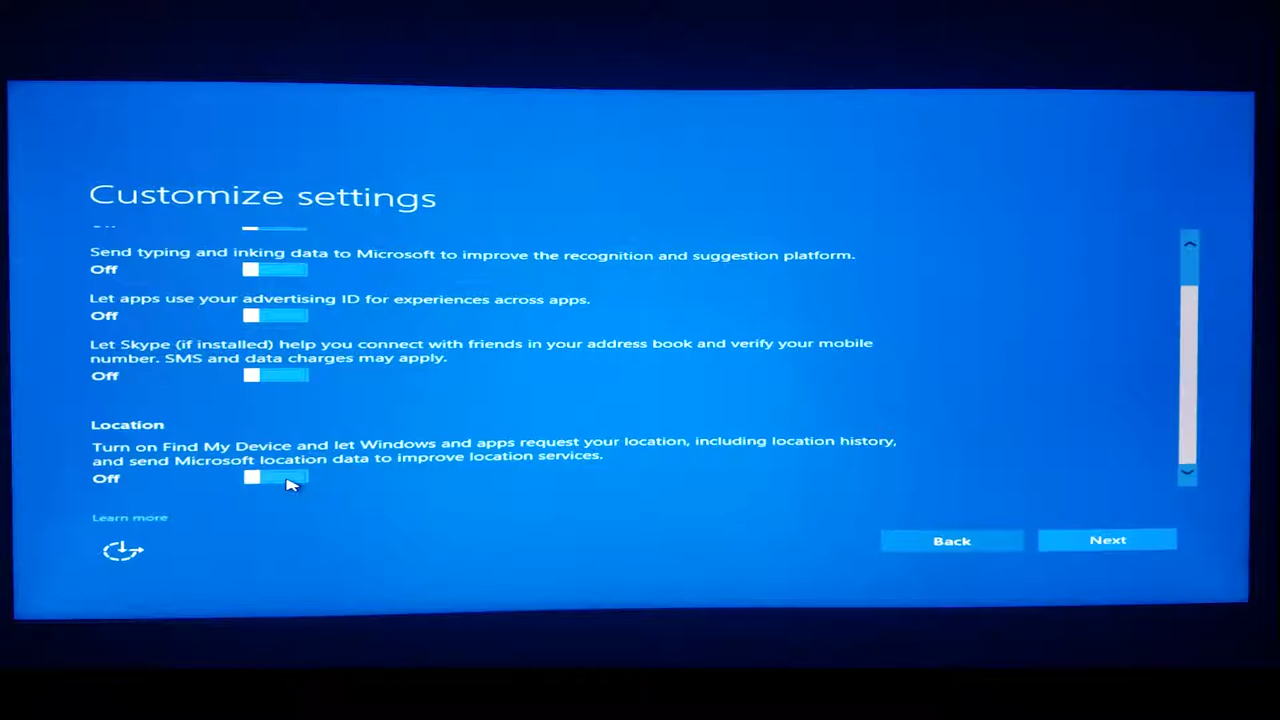 Customize settings
Send typing and inking data to Microsoft to improve the recognition and suggestion platform.
Off
Let apps use your advertising ID for experiences across apps.
Off
Let Skype (if installed) help you connect with friends in your address book and verify your mobile
number. SMS and data charges may apply.
Off
Location
Turn on Find My Device and let Windows and apps request your location, including location history,
and send Microsoft location data to improve location services.
Off
Learn more
Back
Next